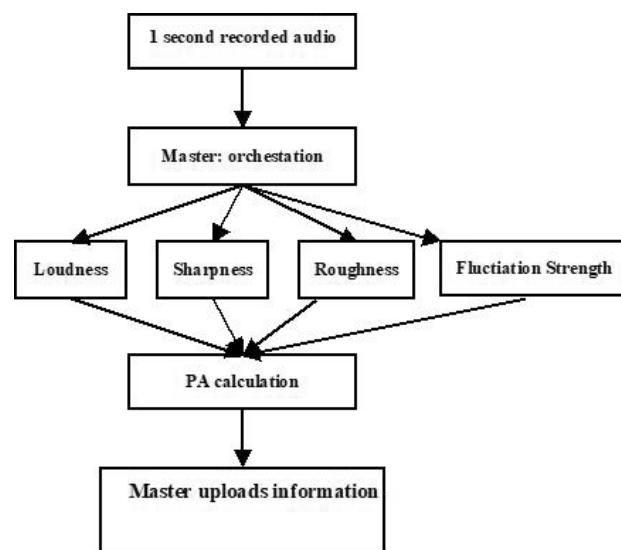 1 second recorded audio
Master: orchestation
Loudness
Sharpness
Roughness
Fluctiation Strength
PA calculation
Master uploads information